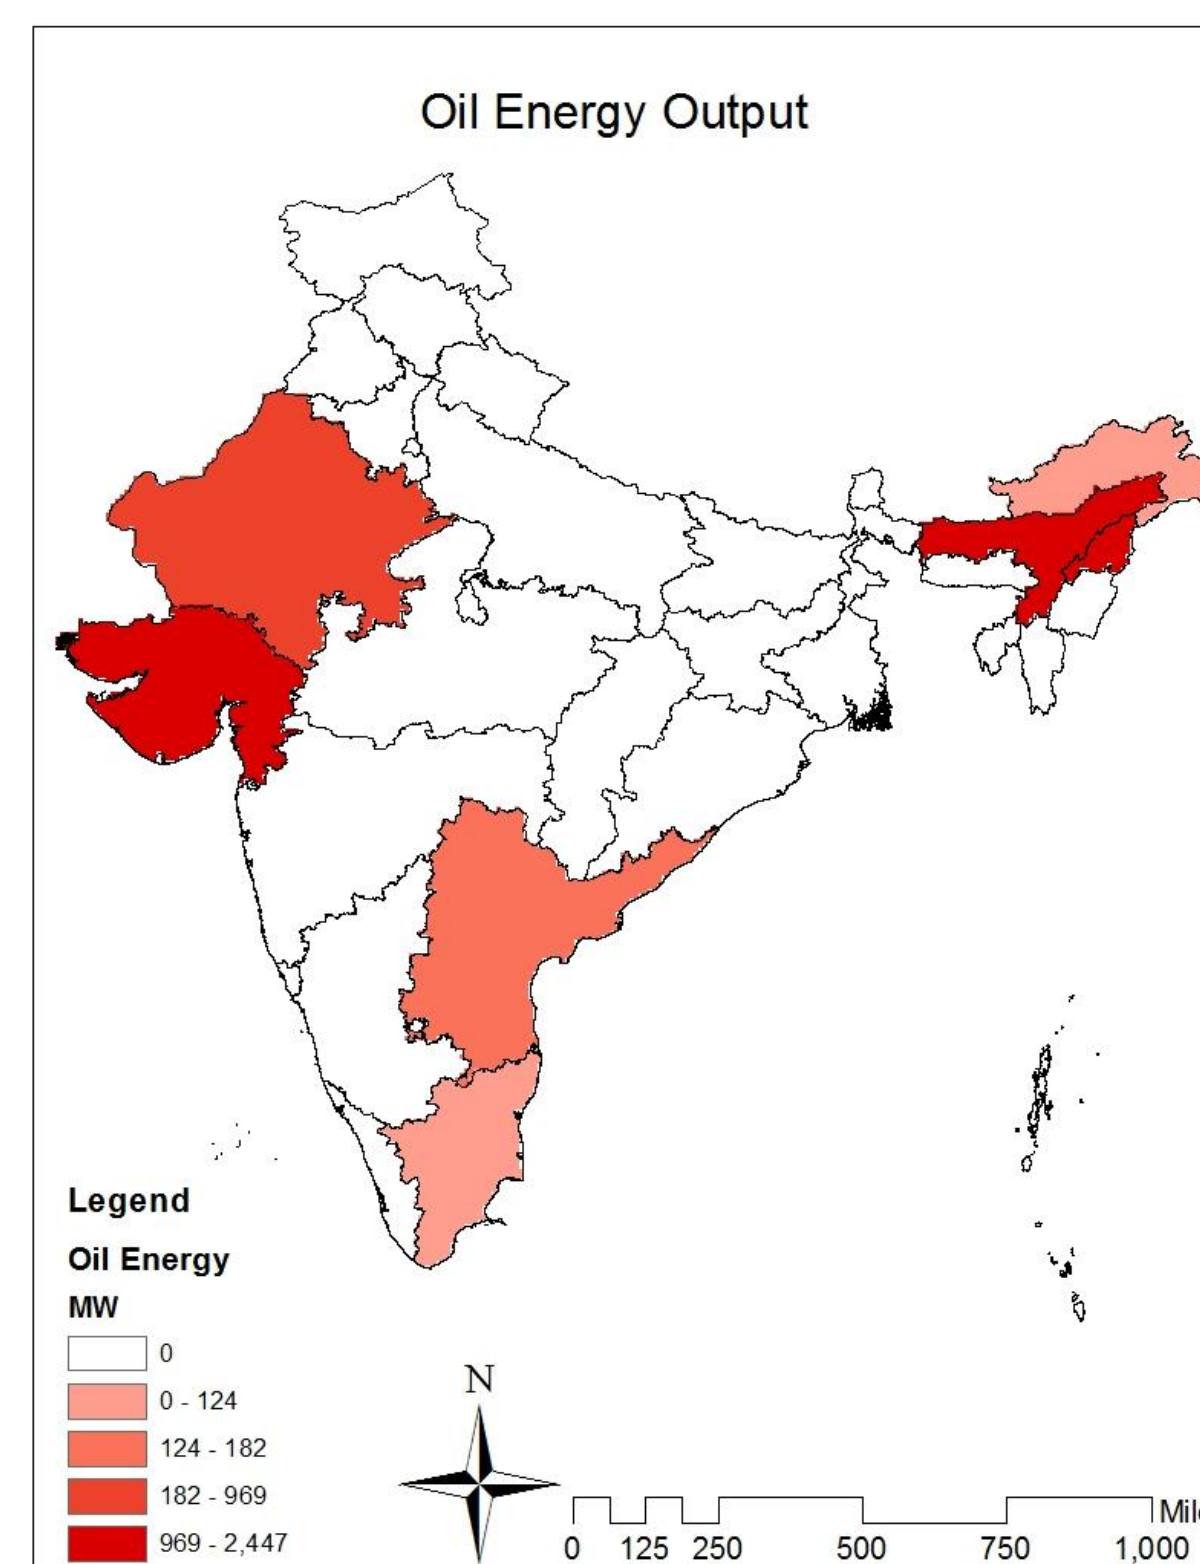 Oil Energy Output
Legend
Oil Energy
MW
0
0 - 124
124 - 182
182 - 969
969 - 2,447
N
0 125 250 500 750 1,000